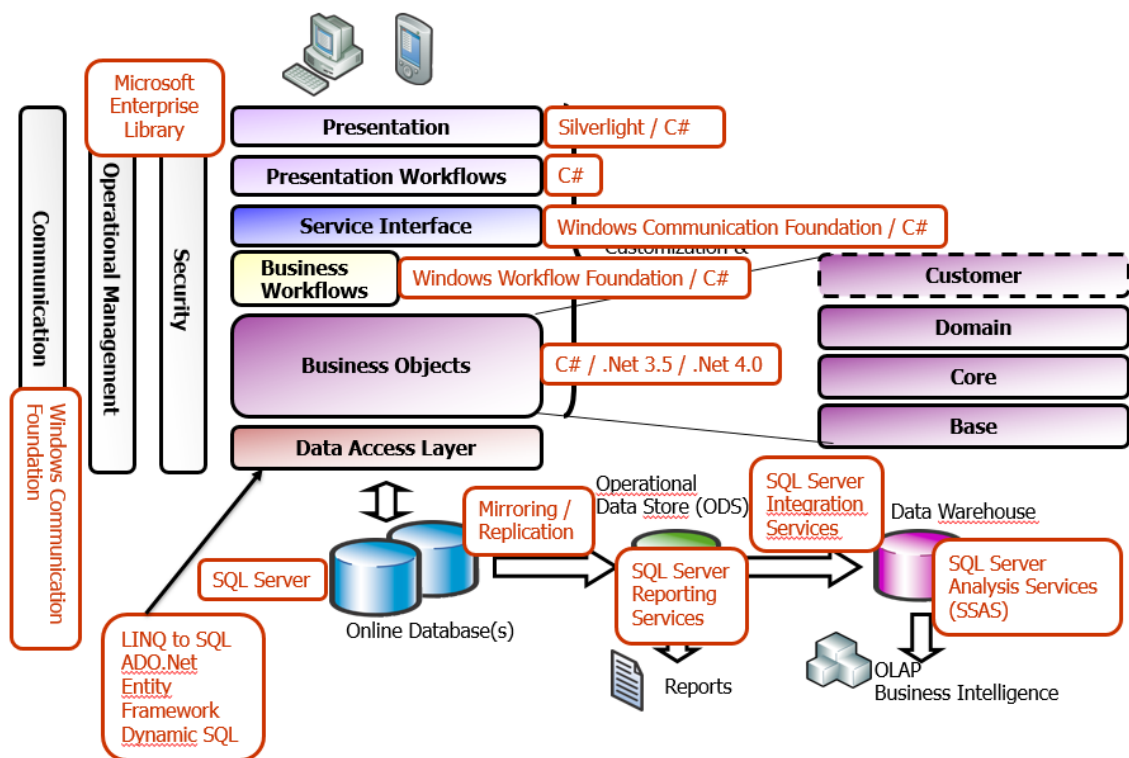 Microsoft
Enterprise
Library
Communication
Operational Management
Security
Windows Communication
Foundation
Presentation
Silverlight / C#
Presentation Workflows
C#
Service Interface
Windows Communication Foundation / C#
Customization &
Business
Workflows
Windows Workflow Foundation / C#
Business Objects
C# / .Net 3.5 / .Net 4.0
Data Access Layer
Customer
Domain
Core
Base
SQL Server
Online Database(s)
Mirroring /
Replication
Operational
Data Store (ODS)
SQL Server
Reporting
Services
Reports
SQL Server
Integration
Services
Data Warehouse
SQL Server
Analysis Services
(SSAS)
OLAP
Business Intelligence
LINQ to SQL
ADO.Net
Entity
Framework
Dynamic SQL